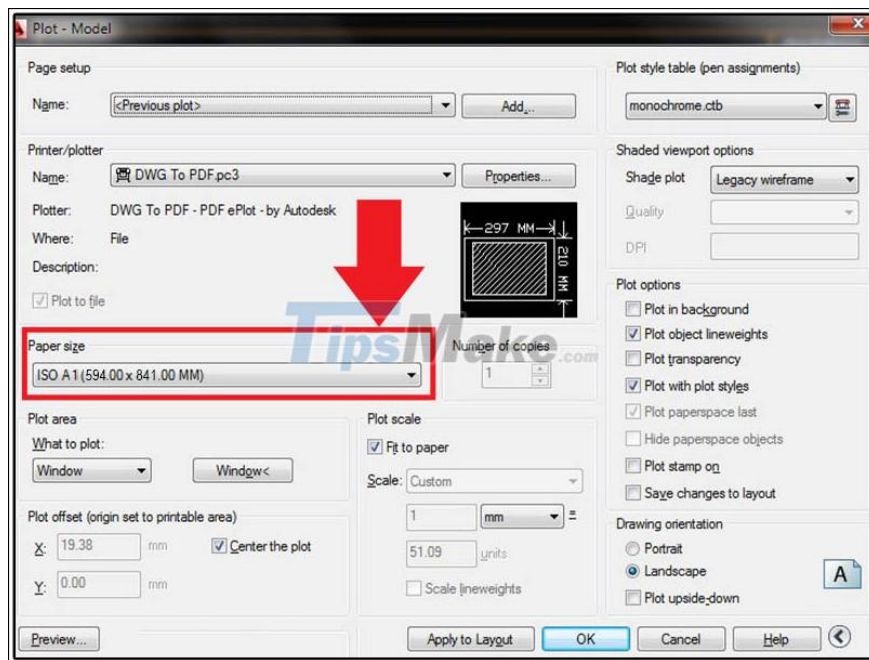 Plot - Model
Page setup
Name: <Previous plot> Add...
Printer/plotter
Name: DWG To PDF.pc3 Properties...
Plotter: DWG To PDF - PDF ePlot - by Autodesk
Where: File
Description:
Plot to file
297 MM
210 MM
TipsMake.com
Paper size
ISO A1 (594.00 x 841.00 MM)
Number of copies
1
Plot area
What to plot:
Window Window<
Plot scale
Fit to paper
Scale: Custom
1 mm =
51.09 units
Scale lineweights
Plot offset (origin set to printable area)
X: 19.38 mm Center the plot
Y: 0.00 mm
Plot style table (pen assignments)
monochrome.ctb
Shaded viewport options
Shade plot Legacy wireframe
Quality
DPI
Plot options
Plot in background
Plot object lineweights
Plot transparency
Plot with plot styles
Plot paperspace last
Hide paperspace objects
Plot stamp on
Save changes to layout
Drawing orientation
Portrait
Landscape
Plot upside-down
A
Preview... Apply to Layout OK Cancel Help